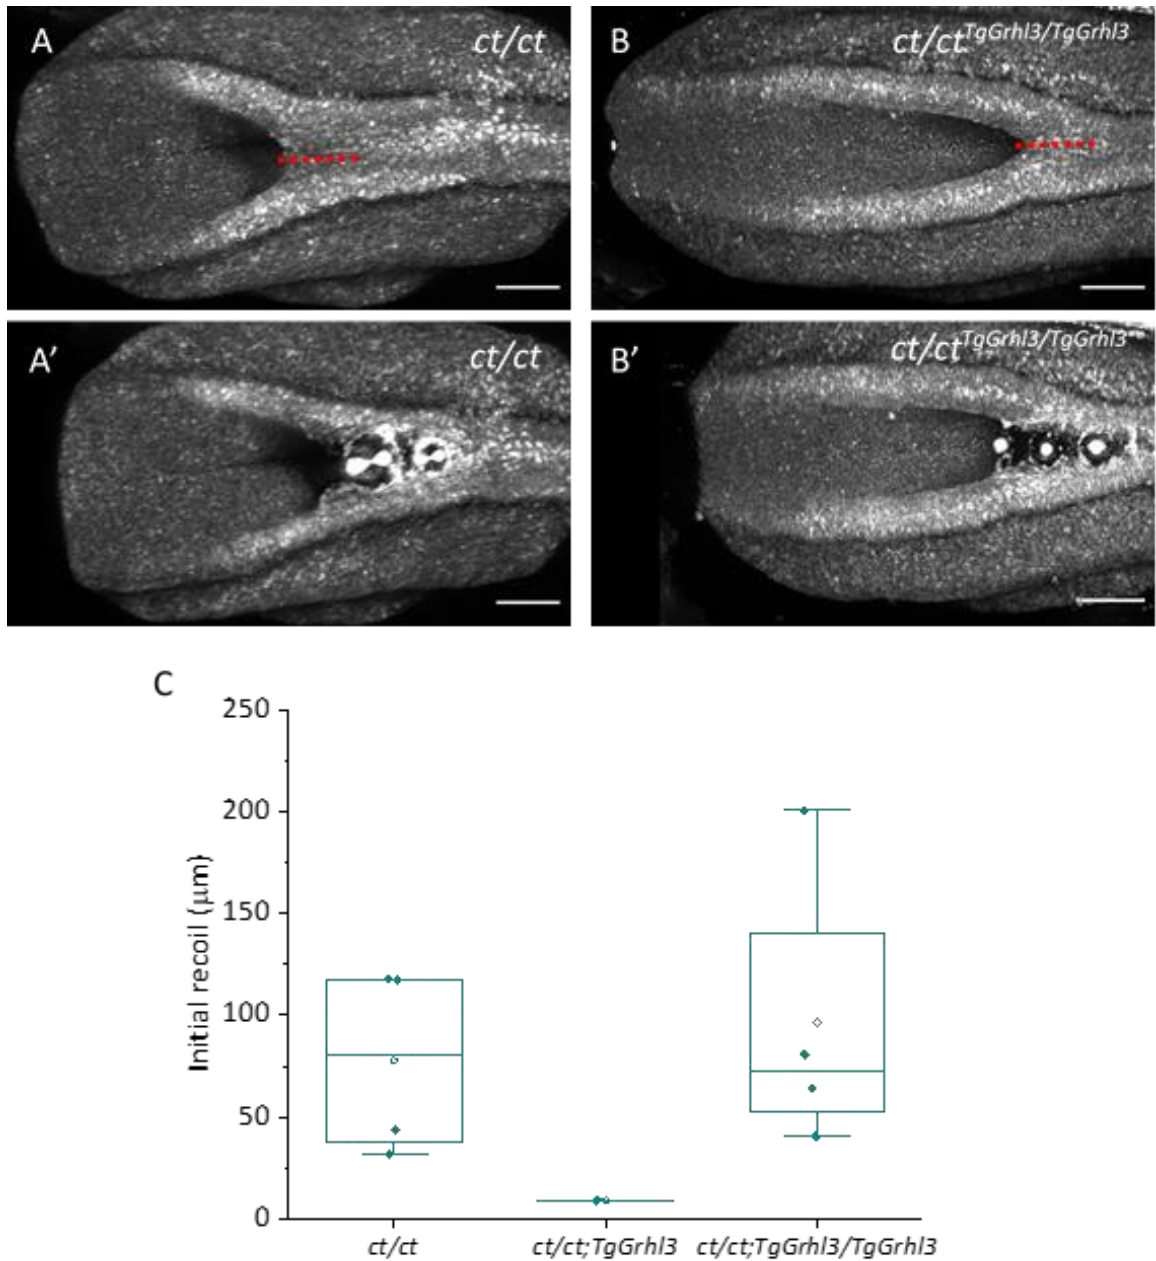 A
ct/ct
B
ct/ct TgGrhl3/TgGrhl3
A'
ct/ct
B'
ct/ct TgGrhl3/TgGrhl3
C
250
200
150
100
50
0
Initial recoil (μm)
ct/ct
ct/ct;TgGrhl3
ct/ct;TgGrhl3/TgGrhl3